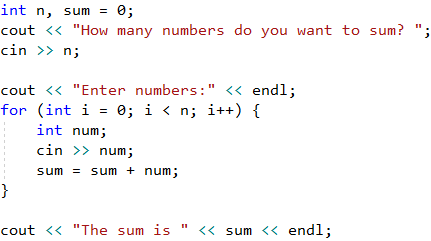 int n, sum = 0;
cout << "How many numbers do you want to sum? ";
cin >> n;

cout << "Enter numbers:" << endl;
for (int i = 0; i < n; i++) {
    int num;
    cin >> num;
    sum = sum + num;
}

cout << "The sum is " << sum << endl;